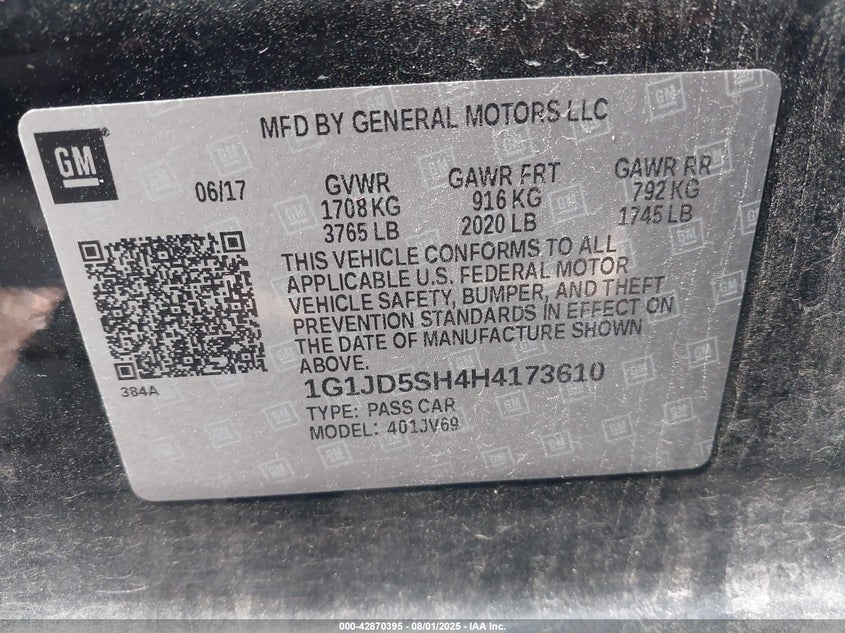 MFD BY GENERAL MOTORS LLC
GM
®
06/17
GVWR
1708 KG
3765 LB
GAWR FRT
916 KG
2020 LB
GAWR RR
792 KG
1745 LB
THIS VEHICLE CONFORMS TO ALL
APPLICABLE U.S. FEDERAL MOTOR
VEHICLE SAFETY, BUMPER, AND THEFT
PREVENTION STANDARDS IN EFFECT ON
THE DATE OF MANUFACTURE SHOWN
ABOVE.
384A
1G1JD5SH4H4173610
TYPE: PASS CAR
MODEL: 401JV69
000-42870395 - 08/01/2025 - IAA Inc.